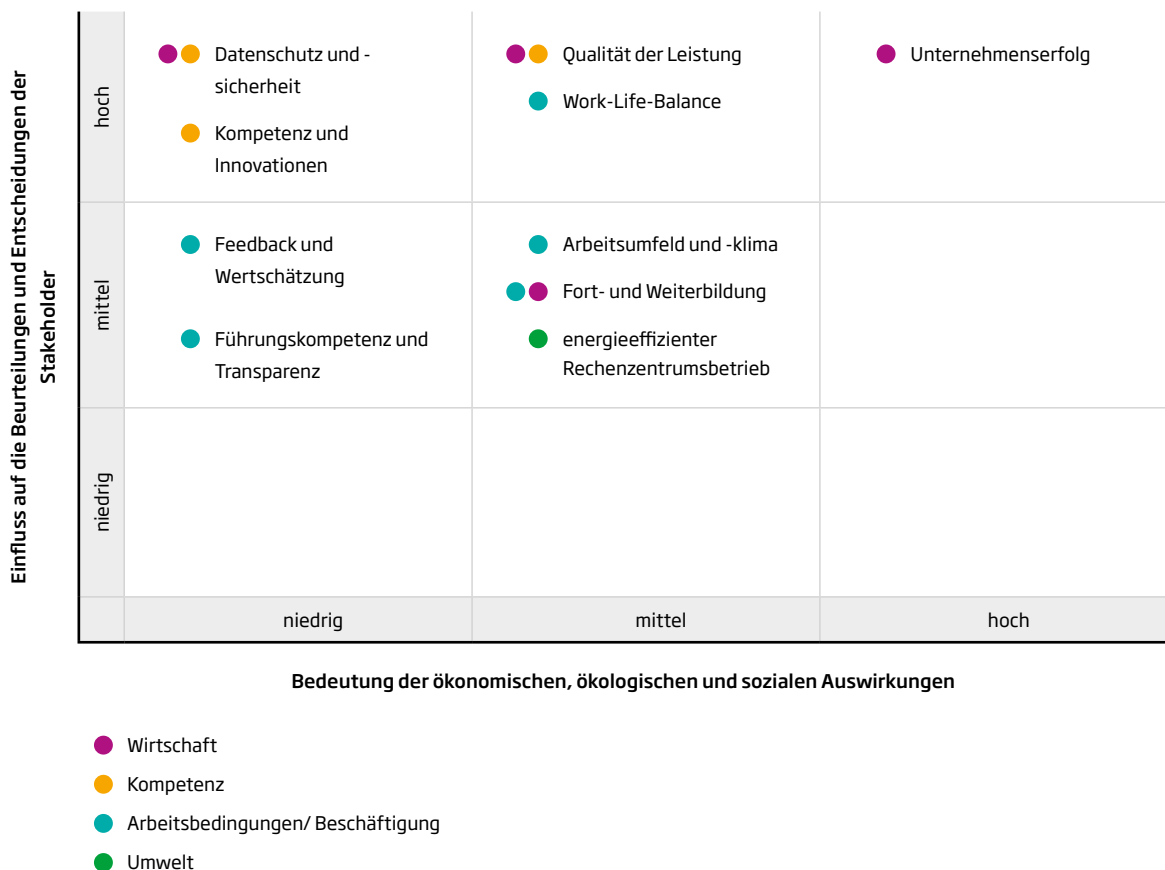 Einfluss auf die Beurteilungen und Entscheidungen der
Stakeholder
hoch
Datenschutz und -
sicherheit
Kompetenz und
Innovationen
Qualität der Leistung
Work-Life-Balance
Unternehmenserfolg
mittel
Feedback und
Wertschätzung
Führungskompetenz und
Transparenz
Arbeitsumfeld und -klima
Fort- und Weiterbildung
energieeffizienter
Rechenzentrumsbetrieb
niedrig
niedrig
mittel
hoch
Bedeutung der ökonomischen, ökologischen und sozialen Auswirkungen
Wirtschaft
Kompetenz
Arbeitsbedingungen/ Beschäftigung
Umwelt